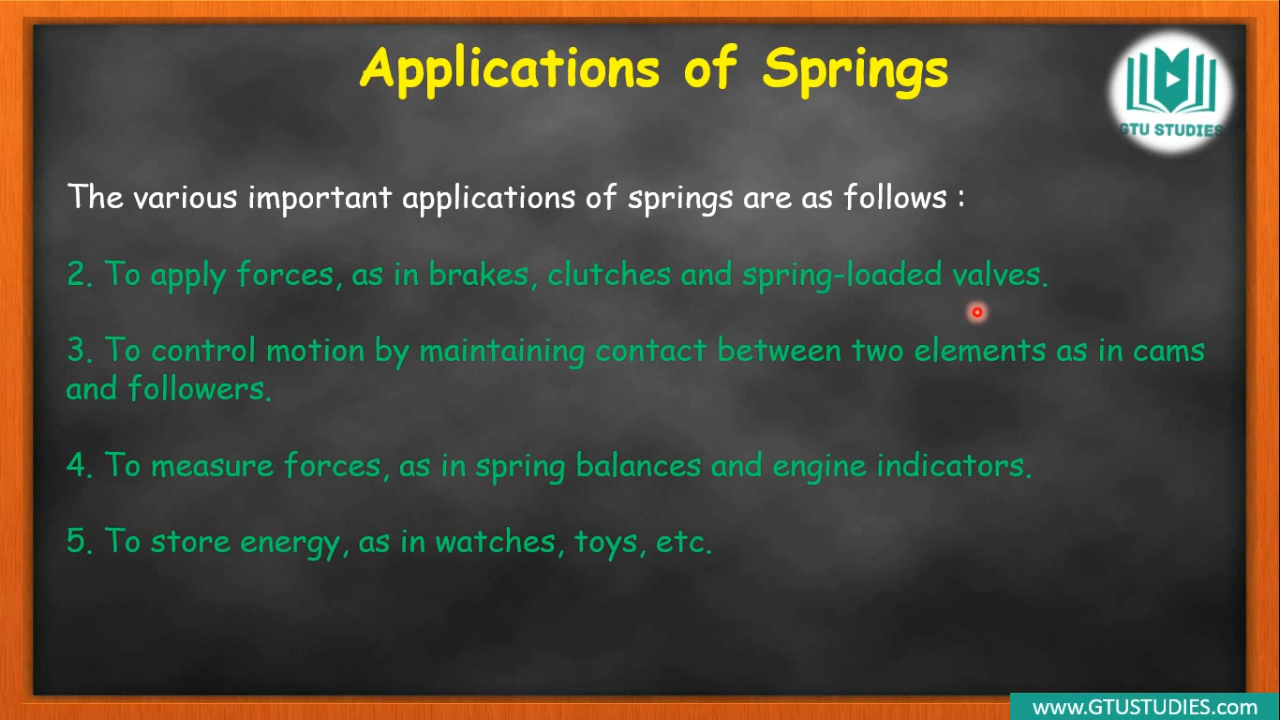 Applications of Springs
GTU STUDIES
The various important applications of springs are as follows :
2. To apply forces, as in brakes, clutches and spring-loaded valves.
3. To control motion by maintaining contact between two elements as in cams
and followers.
4. To measure forces, as in spring balances and engine indicators.
5. To store energy, as in watches, toys, etc.
www.GTUSTUDIES.com